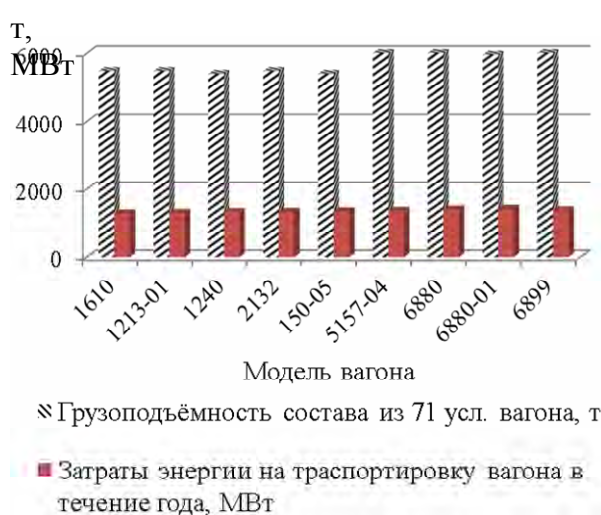 т,
МВт
6000
4000
2000
0
1610
1213-01
1240
2132
150-05
5157-04
6880
6880-01
6899
Модель вагона
Грузоподъёмность состава из 71 усл. вагона, т
Затраты энергии на траспортировку вагона в
течение года, МВт